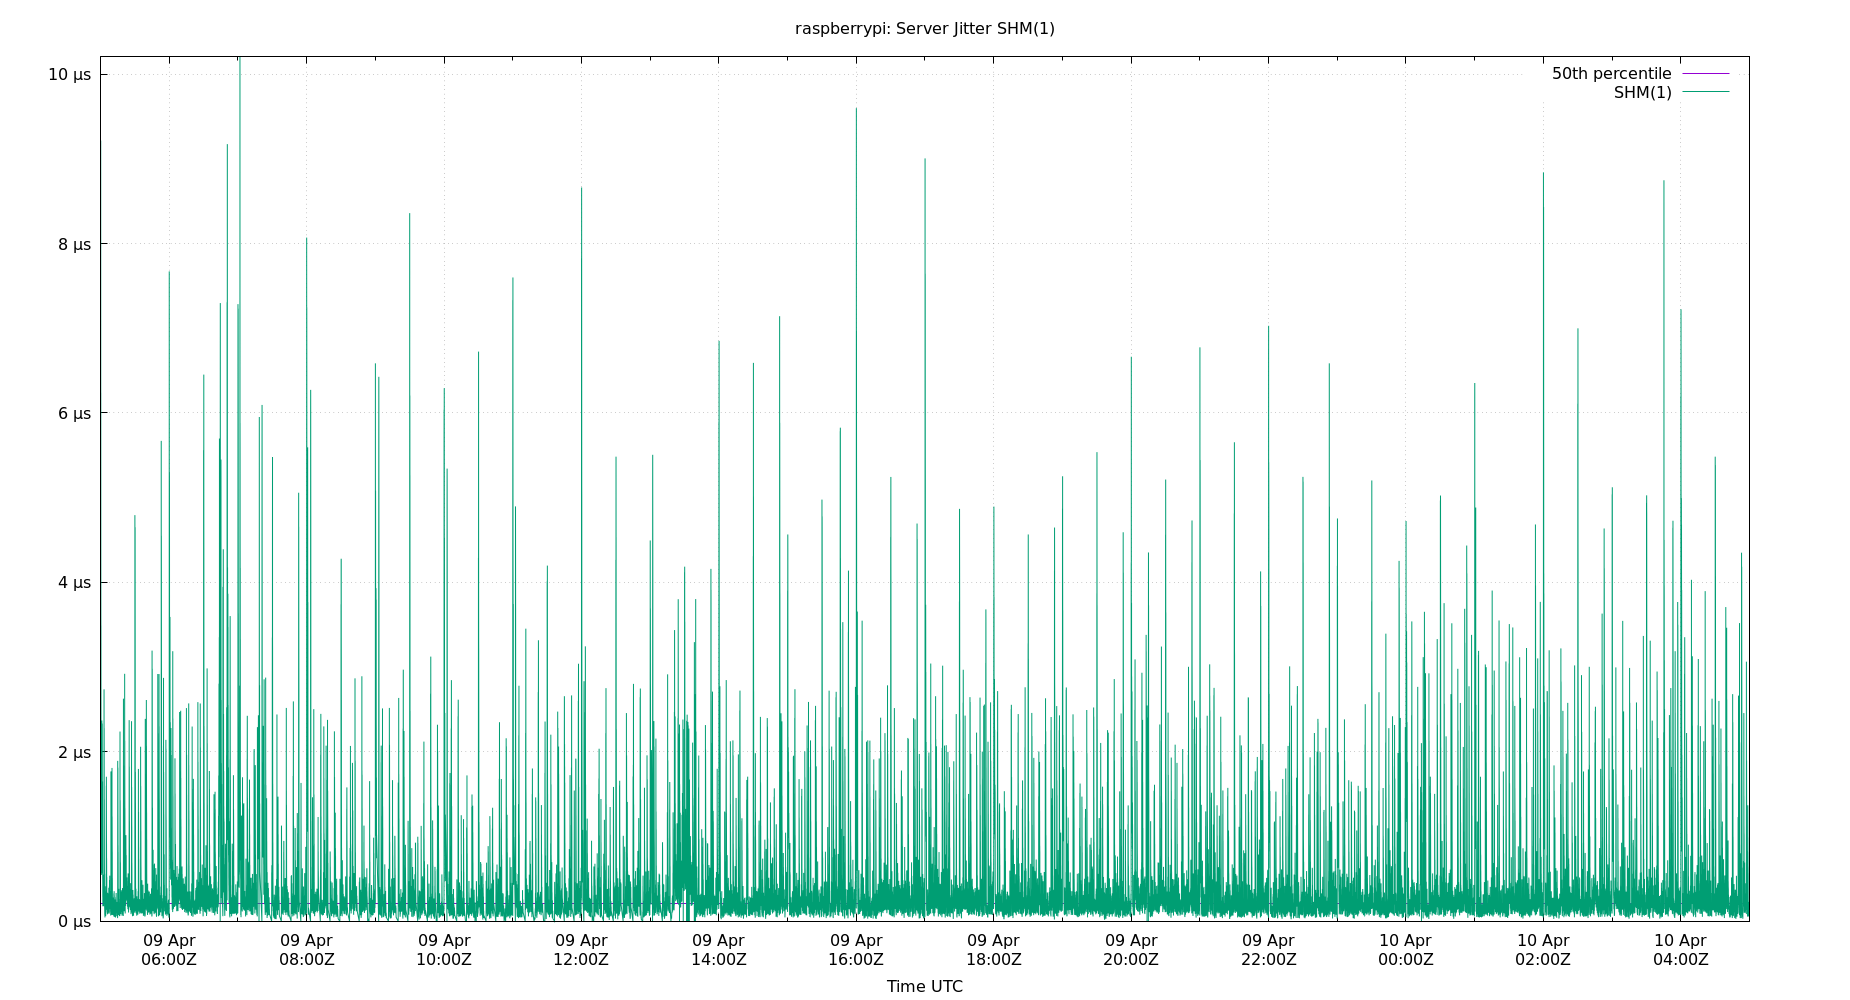 raspberrypi: Server Jitter SHM(1)
10 µs
8 µs
6 µs
4 µs
2 µs
0 µs
50th percentile
SHM(1)
09 Apr 09 Apr 09 Apr 09 Apr 09 Apr 09 Apr 09 Apr 09 Apr 09 Apr 10 Apr 10 Apr 10 Apr
06:00Z 08:00Z 10:00Z 12:00Z 14:00Z 16:00Z 18:00Z 20:00Z 22:00Z 00:00Z 02:00Z 04:00Z
Time UTC